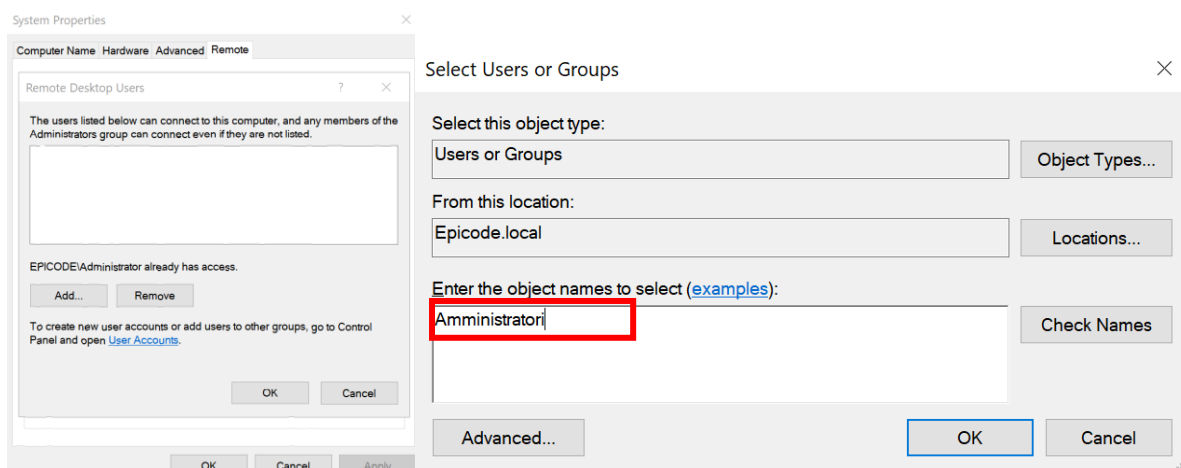 System Properties
Computer Name Hardware Advanced Remote
Remote Desktop Users ?
The users listed below can connect to this computer, and any members of the
Administrators group can connect even if they are not listed.
EPICODE\Administrator already has access.
Add... Remove
To create new user accounts or add users to other groups, go to Control
Panel and open User Accounts.
OK Cancel
OK Cancel Apply
Select Users or Groups
Select this object type:
Users or Groups
Object Types...
From this location:
Epicode.local
Locations...
Enter the object names to select (examples):
Amministratori
Check Names
Advanced...
OK Cancel